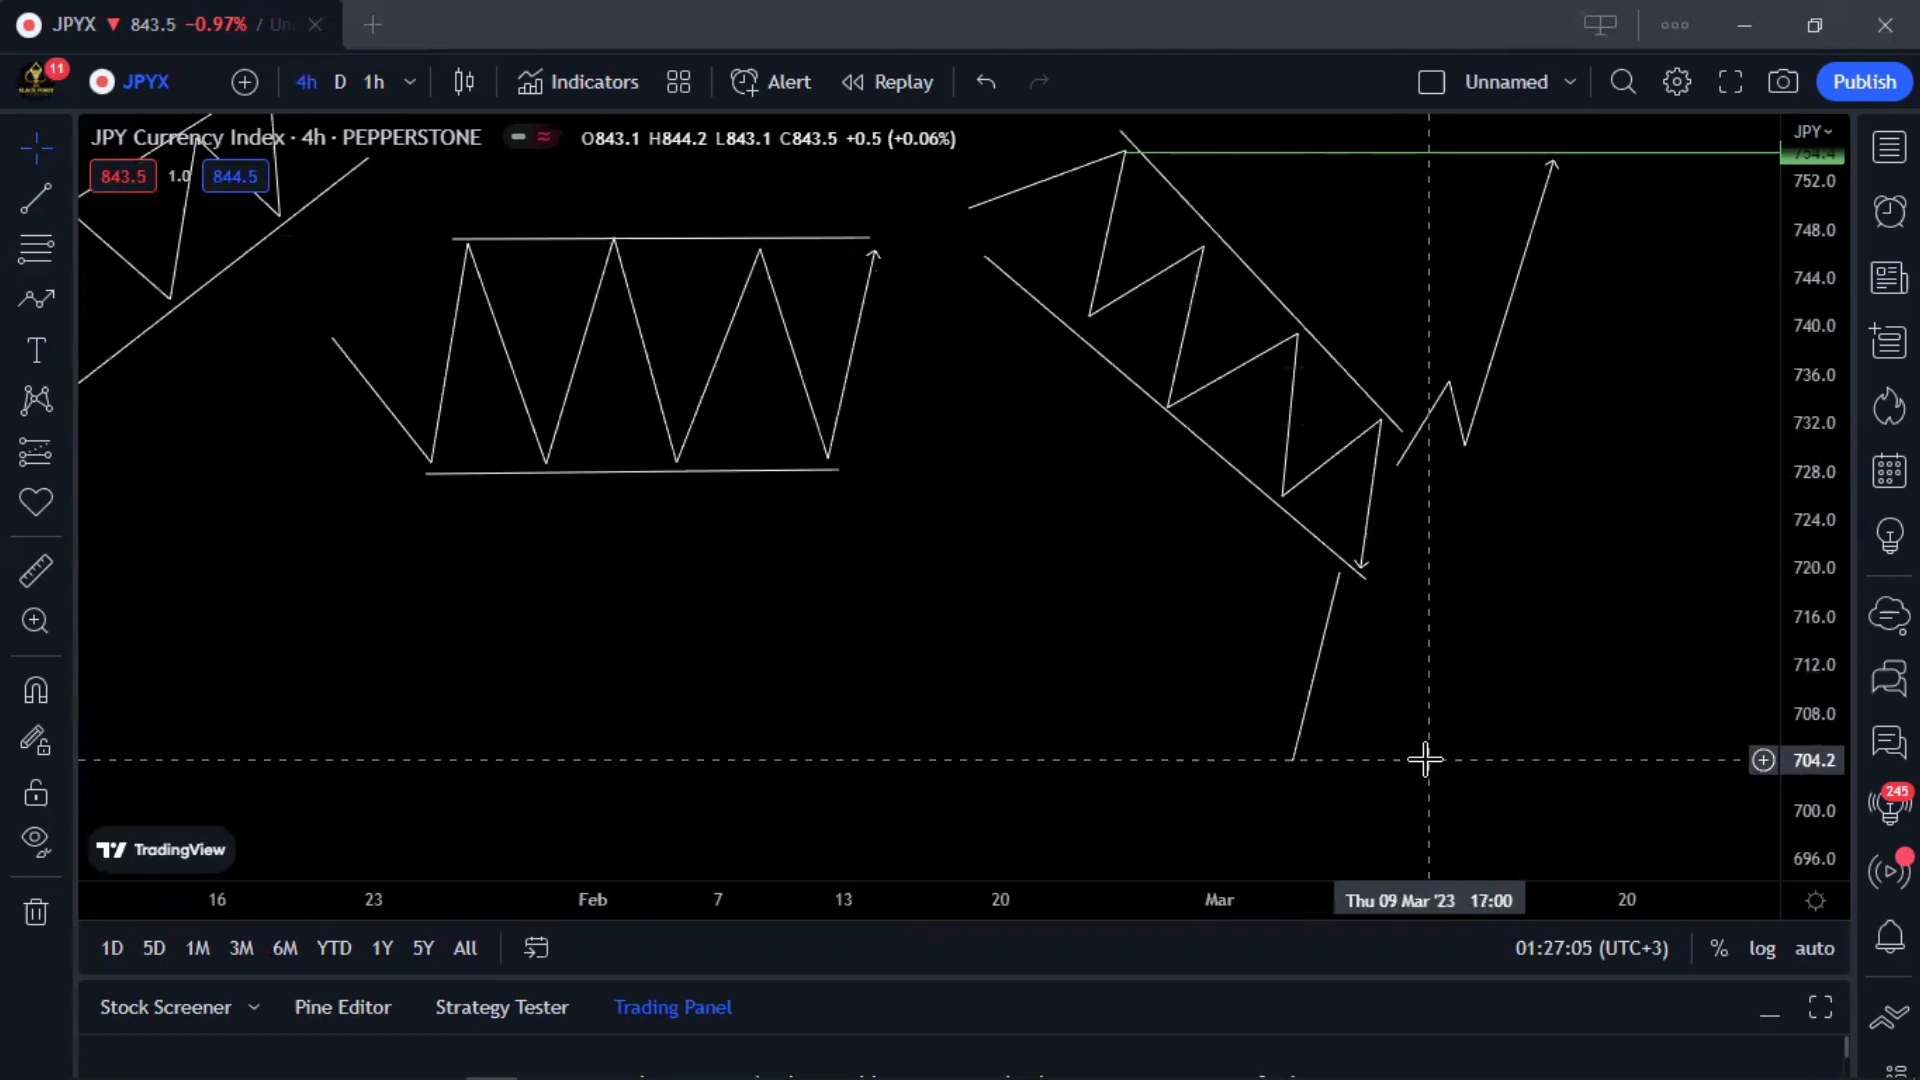 JPYX ▼ 843.5 −0.97% / Un
11 JPYX 4h D 1h Indicators Alert Replay Unnamed Publish
JPY Currency Index · 4h · PEPPERSTONE O843.1 H844.2 L843.1 C843.5 +0.5 (+0.06%)
843.5 1.0 844.5
JPY
754.4
752.0
748.0
744.0
740.0
736.0
732.0
728.0
724.0
720.0
716.0
712.0
708.0
704.2
700.0
696.0
245
TradingView
16 23 Feb 7 13 20 Mar Thu 09 Mar '23 17:00 20
1D 5D 1M 3M 6M YTD 1Y 5Y All 01:27:05 (UTC+3) % log auto
Stock Screener Pine Editor Strategy Tester Trading Panel